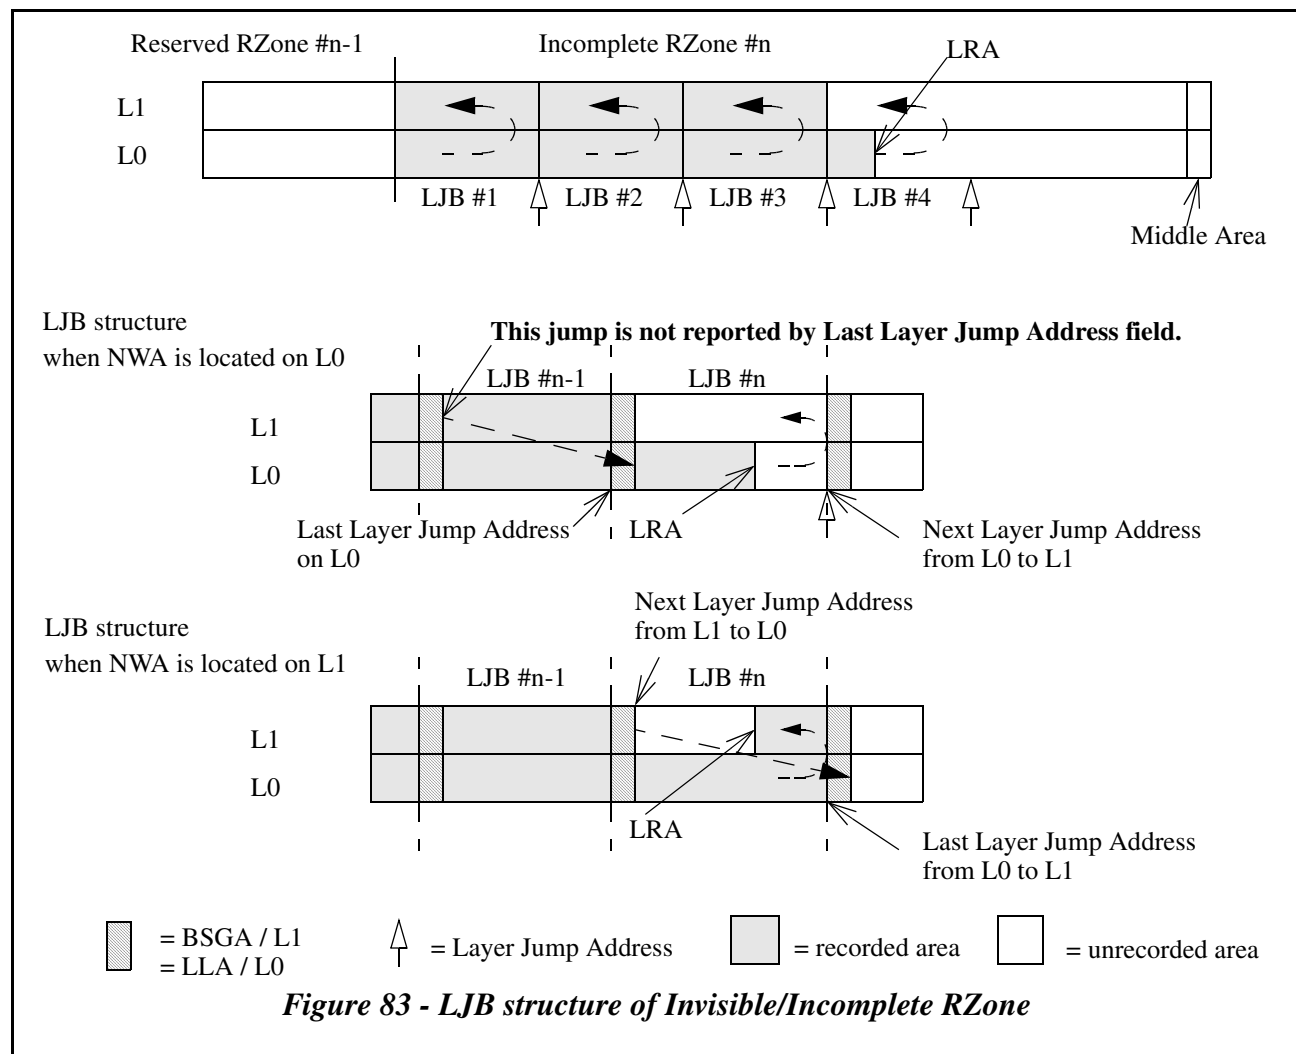 Reserved RZone #n-1
Incomplete RZone #n
LRA
L1
L0
LJB #1
LJB #2
LJB #3
LJB #4
Middle Area
LJB structure
when NWA is located on L0
This jump is not reported by Last Layer Jump Address field.
LJB #n-1
LJB #n
L1
L0
Last Layer Jump Address
on L0
LRA
Next Layer Jump Address
from L0 to L1
Next Layer Jump Address
from L1 to L0
LJB structure
when NWA is located on L1
LJB #n-1
LJB #n
L1
L0
LRA
Last Layer Jump Address
from L0 to L1
= BSGA / L1
= LLA / L0
= Layer Jump Address
= recorded area
= unrecorded area
Figure 83 - LJB structure of Invisible/Incomplete RZone